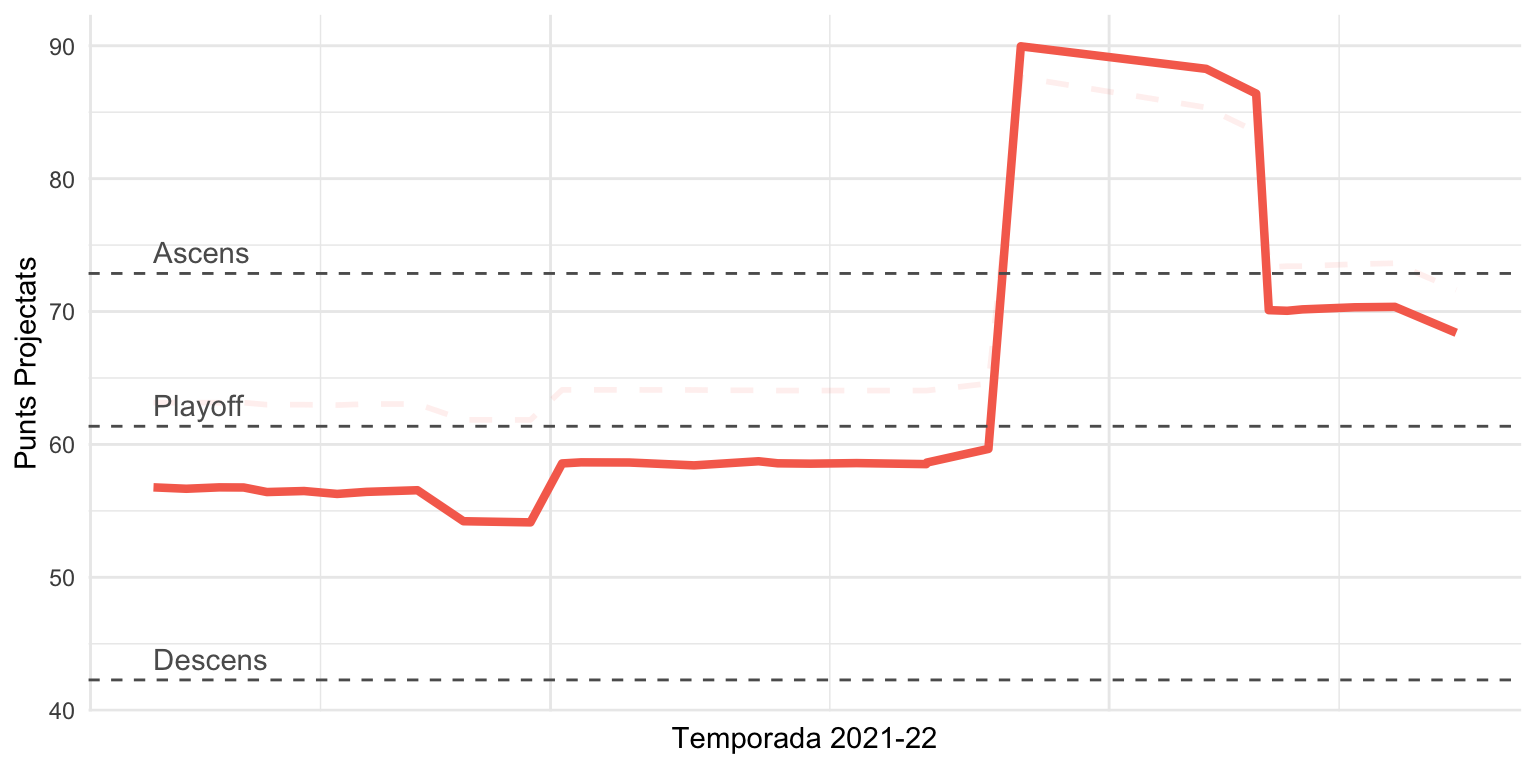 90
80
70
60
50
40
Punts Projectats
Ascens
Playoff
Descens
Temporada 2021-22